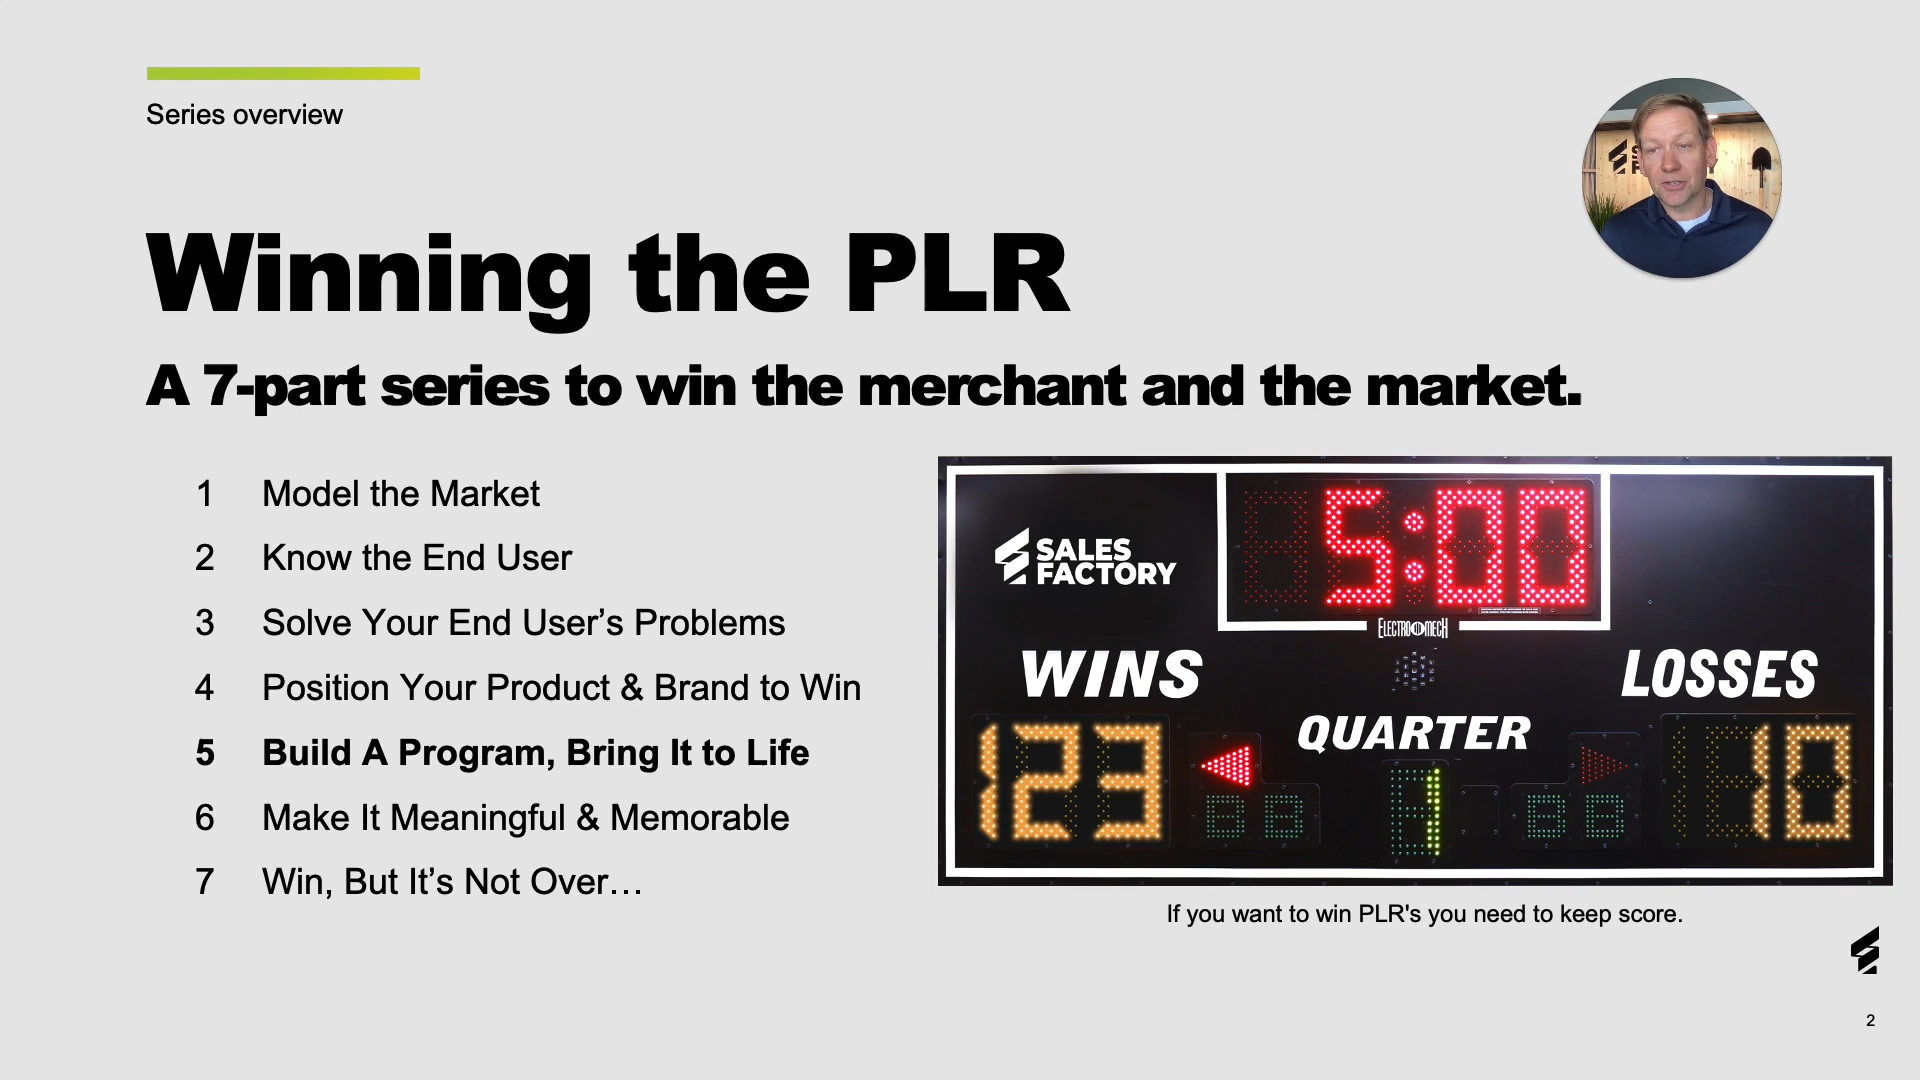 Series overview
Winning the PLR
A 7-part series to win the merchant and the market.
1 Model the Market
2 Know the End User
3 Solve Your End User’s Problems
4 Position Your Product & Brand to Win
5 Build A Program, Bring It to Life
6 Make It Meaningful & Memorable
7 Win, But It’s Not Over…
SALES
FACTORY
5:00
ELECTRO MECH
WINS
LOSSES
QUARTER
123
1
10
If you want to win PLR's you need to keep score.
2